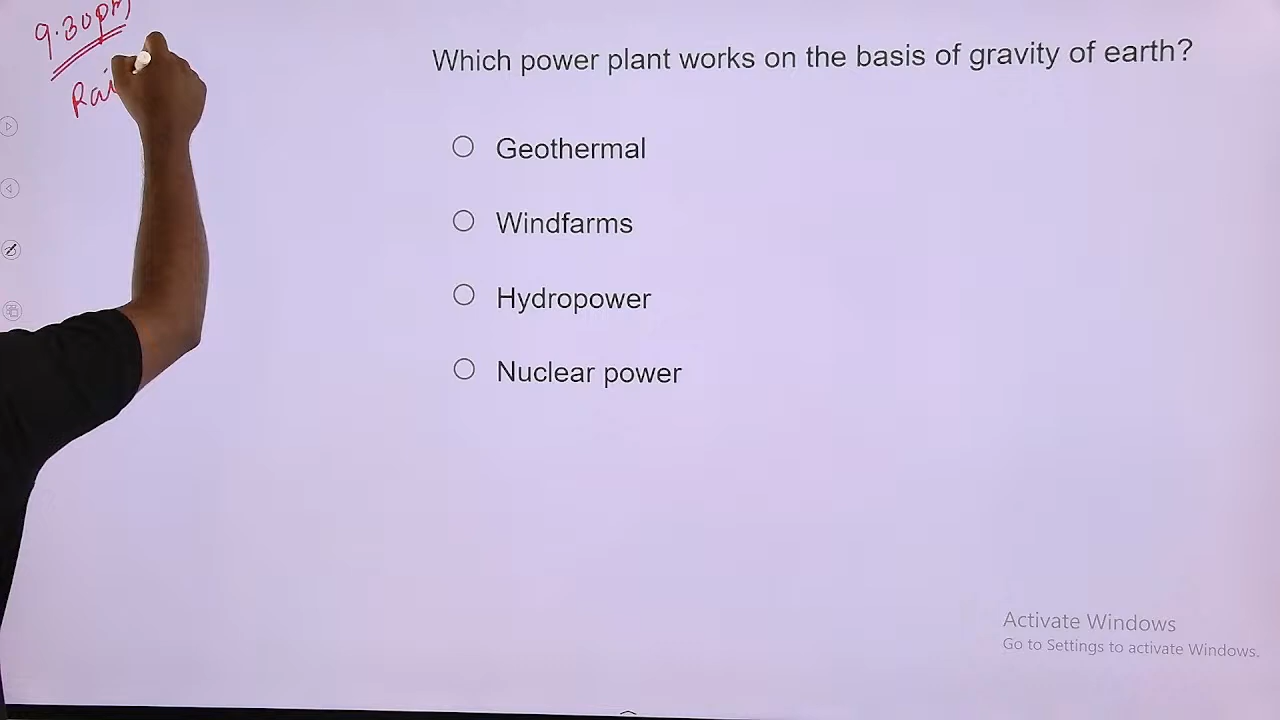 9.30pm
Rai
Which power plant works on the basis of gravity of earth?
Geothermal
Windfarms
Hydropower
Nuclear power
Activate Windows
Go to Settings to activate Windows.